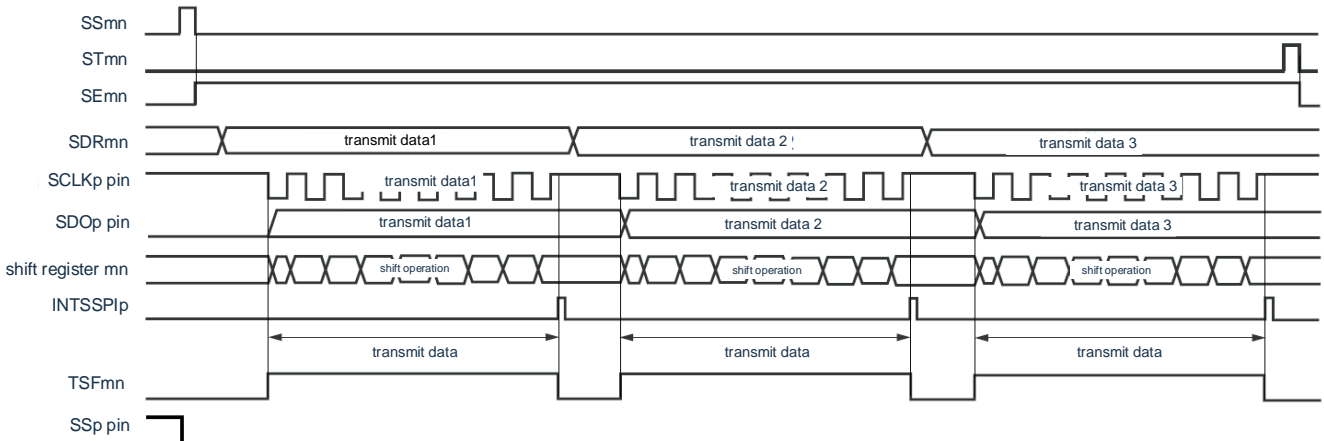 SSmn
STmn
SEmn
SDRmn transmit data1 transmit data 2 transmit data 3
SCLKp pin transmit data1 transmit data 2 transmit data 3
SDOp pin transmit data1 transmit data 2 transmit data 3
shift register mn shift operation shift operation shift operation
INTSSPIp
transmit data transmit data transmit data
TSFmn
SSp pin